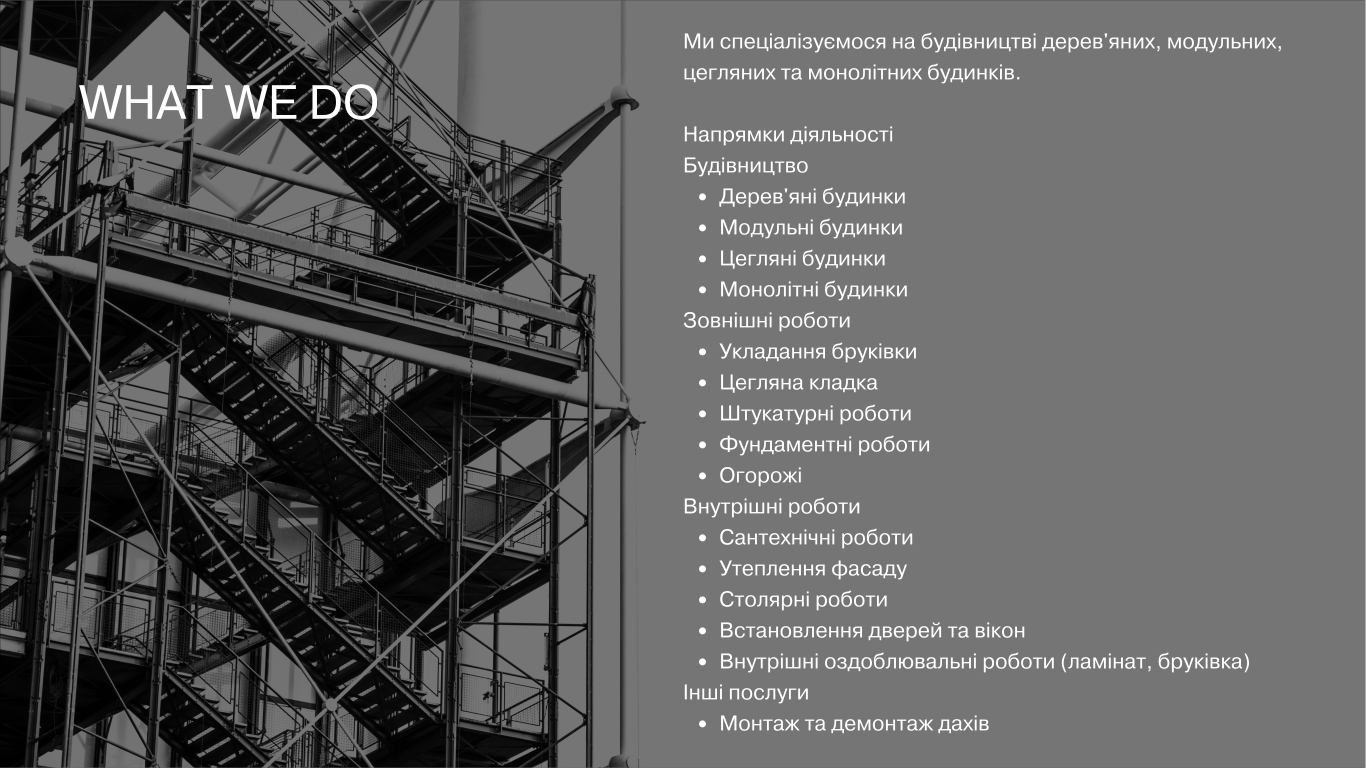 WHAT WE DO
Ми спеціалізуємося на будівництві дерев'яних, модульних,
цегляних та монолітних будинків.
Напрямки діяльності
Будівництво
• Дерев'яні будинки
• Модульні будинки
• Цегляні будинки
• Монолітні будинки
Зовнішні роботи
• Укладання бруківки
• Цегляна кладка
• Штукатурні роботи
• Фундаментні роботи
• Огорожі
Внутрішні роботи
• Сантехнічні роботи
• Утеплення фасаду
• Столярні роботи
• Встановлення дверей та вікон
• Внутрішні оздоблювальні роботи (ламінат, бруківка)
Інші послуги
• Монтаж та демонтаж дахів